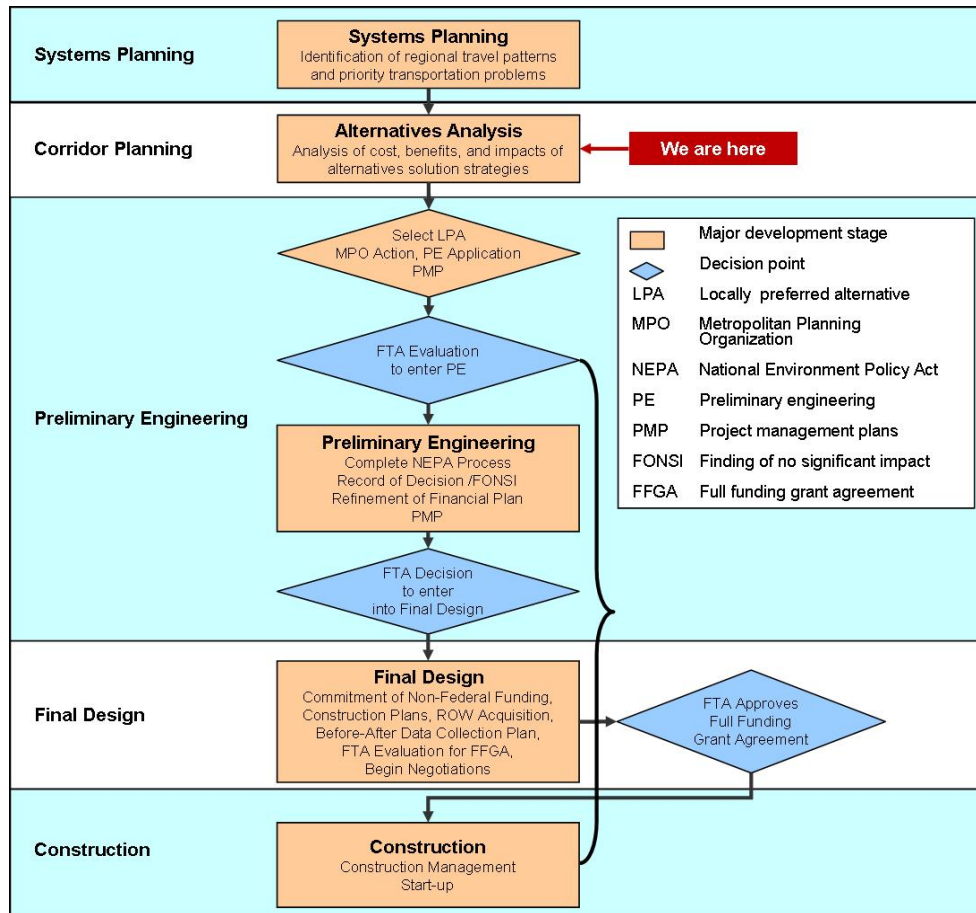 Systems Planning
Systems Planning
Identification of regional travel patterns
and priority transportation problems
Corridor Planning
Alternatives Analysis
Analysis of cost, benefits, and impacts of
alternatives solution strategies
We are here
Preliminary Engineering
Select LPA
MPO Action, PE Application
PMP
FTA Evaluation
to enter PE
Preliminary Engineering
Complete NEPA Process
Record of Decision /FONSI
Refinement of Financial Plan
PMP
FTA Decision
to enter
into Final Design
Major development stage
Decision point
LPA Locally preferred alternative
MPO Metropolitan Planning
Organization
NEPA National Environment Policy Act
PE Preliminary engineering
PMP Project management plans
FONSI Finding of no significant impact
FFGA Full funding grant agreement
Final Design
Final Design
Commitment of Non-Federal Funding,
Construction Plans, ROW Acquisition,
Before-After Data Collection Plan,
FTA Evaluation for FFGA,
Begin Negotiations
FTA Approves
Full Funding
Grant Agreement
Construction
Construction
Construction Management
Start-up